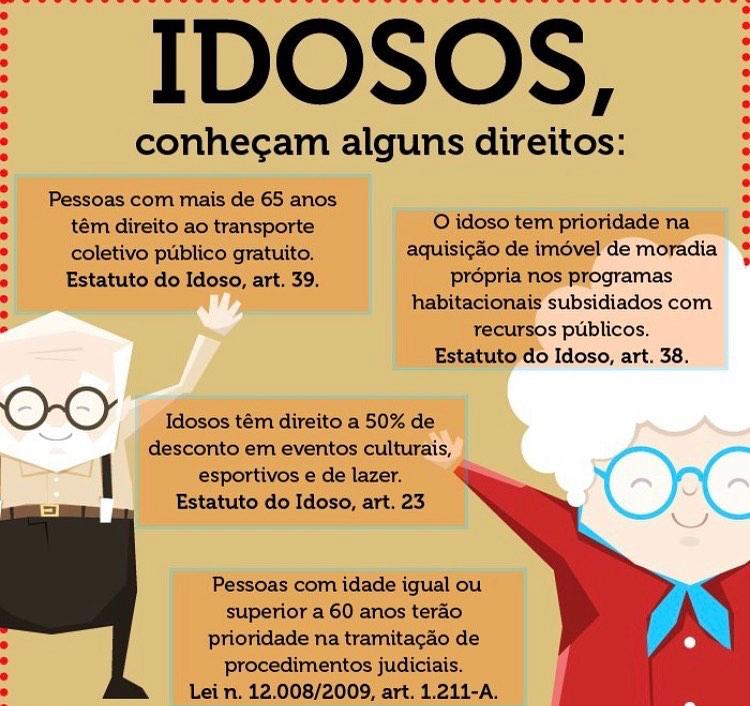 IDOSOS,
conheçam alguns direitos:
Pessoas com mais de 65 anos
têm direito ao transporte
coletivo público gratuito.
Estatuto do Idoso, art. 39.
O idoso tem prioridade na
aquisição de imóvel de moradia
própria nos programas
habitacionais subsidiados com
recursos públicos.
Estatuto do Idoso, art. 38.
Idosos têm direito a 50% de
desconto em eventos culturais,
esportivos e de lazer.
Estatuto do Idoso, art. 23
Pessoas com idade igual ou
superior a 60 anos terão
prioridade na tramitação de
procedimentos judiciais.
Lei n. 12.008/2009, art. 1.211-A.